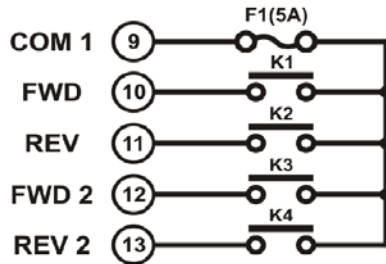 F1(5A)
COM 1 9
K1
FWD 10
K2
REV 11
K3
FWD 2 12
K4
REV 2 13